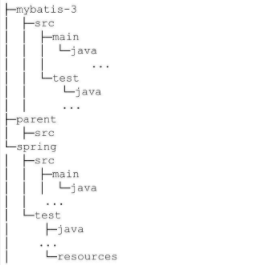 ├─mybatis-3
│  ├─src
│  │  ├─main
│  │  │  └─java
│  │  │      ...
│  │  └─test
│  │      └─java
│  │      ...
├─parent
│  ├─src
└─spring
│  ├─src
│  │  ├─main
│  │  │  └─java
│  │  ...
│  └─test
│      ├─java
│      ...
│      └─resources